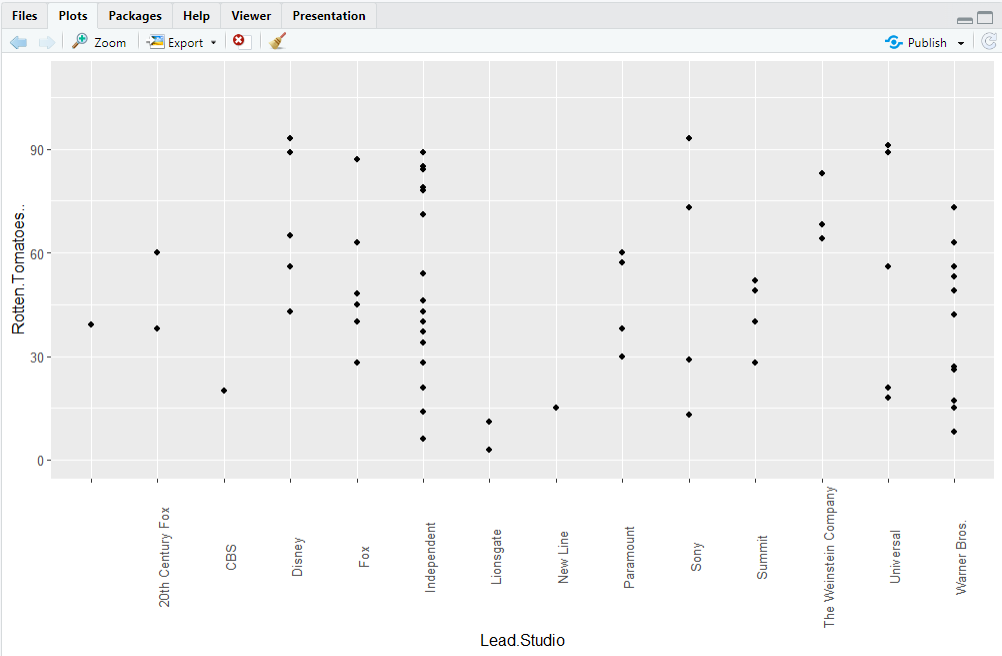 Files Plots Packages Help Viewer Presentation
Zoom Export Publish
90
60
30
0
Rotten.Tomatoes..
20th Century Fox
CBS
Disney
Fox
Independent
Lionsgate
New Line
Paramount
Sony
Summit
The Weinstein Company
Universal
Warner Bros.
Lead.Studio